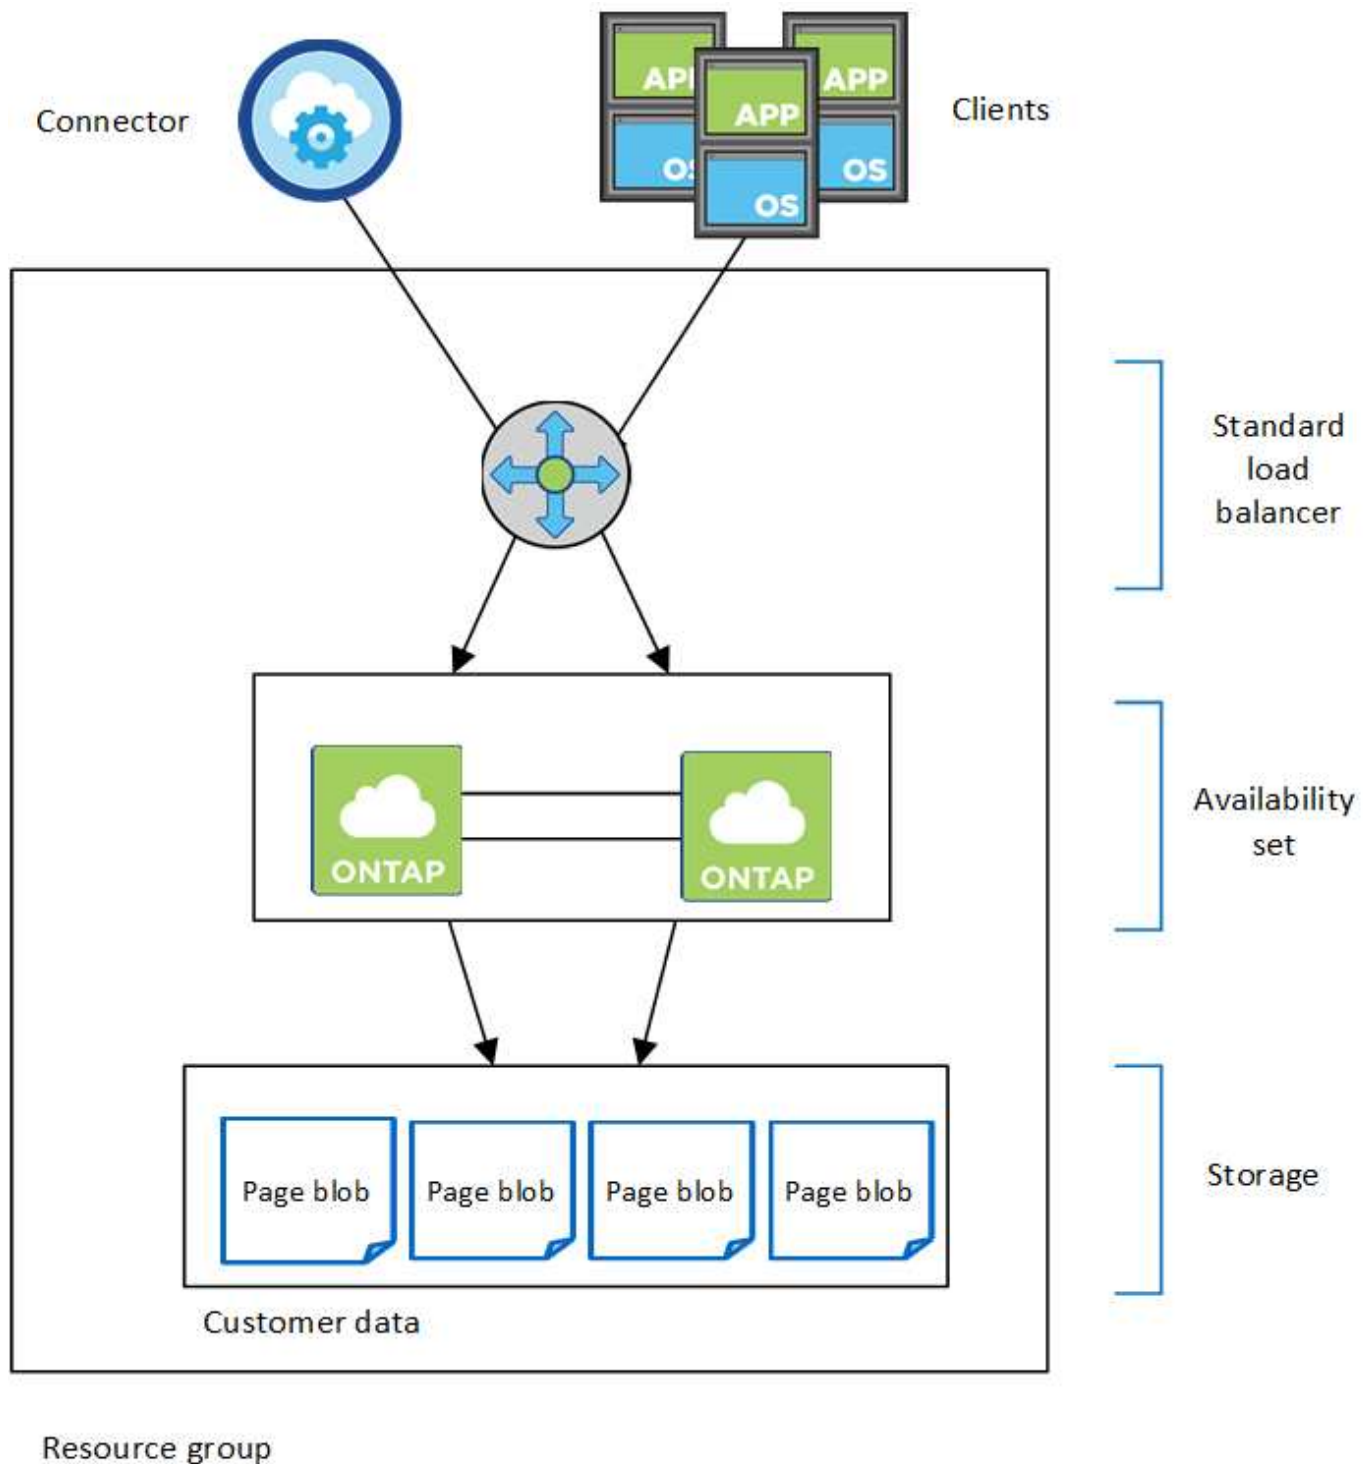 Connector
APP
APP
APP
OS
OS
OS
Clients
Standard
load
balancer
ONTAP
ONTAP
Availability
set
Page blob
Page blob
Page blob
Page blob
Storage
Customer data
Resource group